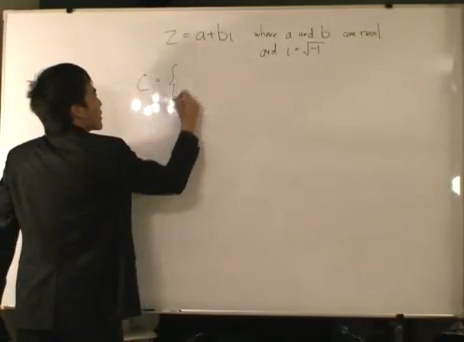 z = a+bi where a and b are real
and i = √-1
C = {